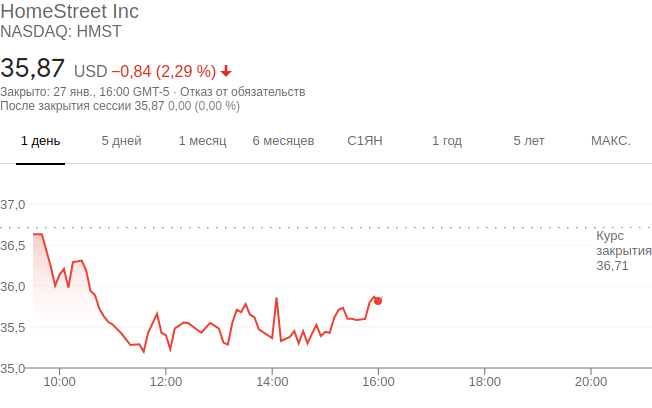 HomeStreet Inc
NASDAQ: HMST
35,87 USD −0,84 (2,29 %)
Закрыто: 27 янв., 16:00 GMT-5 · Отказ от обязательств
После закрытия сессии 35,87 0,00 (0,00 %)
1 день 5 дней 1 месяц 6 месяцев С1ЯН 1 год 5 лет МАКС.
37,0
Курс
закрытия
36,71
36,5
36,0
35,5
35,0
10:00 12:00 14:00 16:00 18:00 20:00